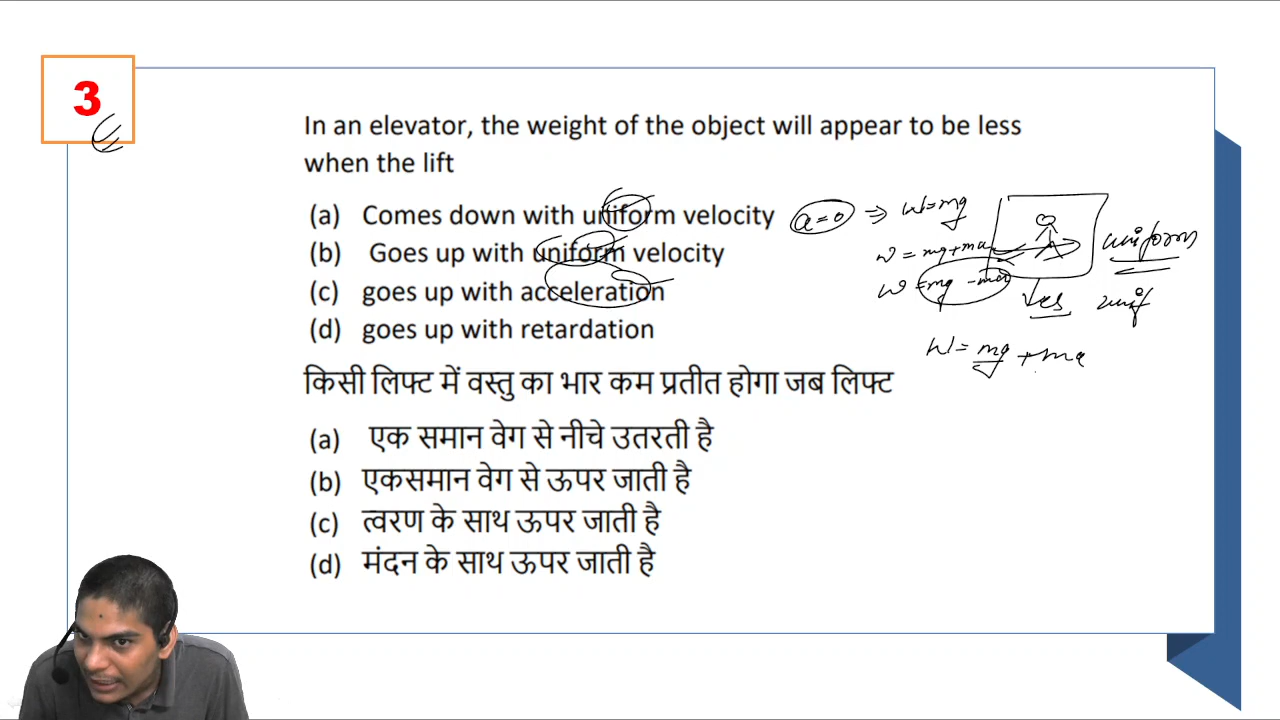 3
In an elevator, the weight of the object will appear to be less
when the lift
(a) Comes down with uniform velocity
(b) Goes up with uniform velocity
(c) goes up with acceleration
(d) goes up with retardation
a=0 ⇒ w=mg
w = mg+ma
w = mg-ma
uniform
unif
w = mg + ma
किसी लिफ्ट में वस्तु का भार कम प्रतीत होगा जब लिफ्ट
(a) एक समान वेग से नीचे उतरती है
(b) एकसमान वेग से ऊपर जाती है
(c) त्वरण के साथ ऊपर जाती है
(d) मंदन के साथ ऊपर जाती है